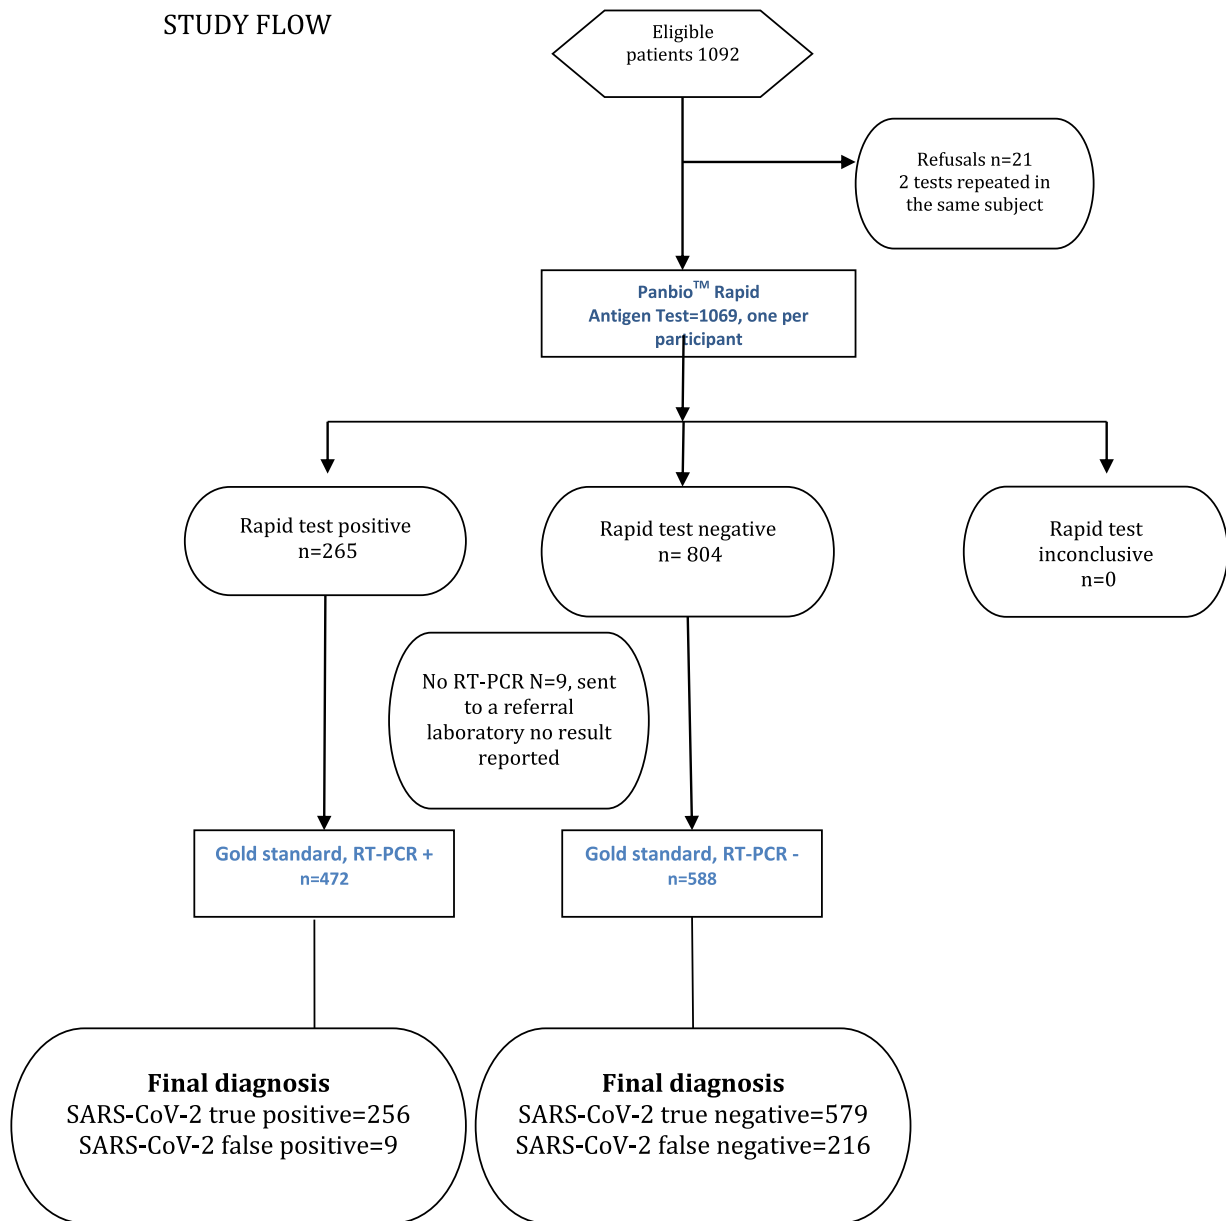 STUDY FLOW
Eligible
patients 1092
Refusals n=21
2 tests repeated in
the same subject
Panbio™ Rapid
Antigen Test=1069, one per
participant
Rapid test positive
n=265
Rapid test negative
n= 804
Rapid test
inconclusive
n=0
No RT-PCR N=9, sent
to a referral
laboratory no result
reported
Gold standard, RT-PCR +
n=472
Gold standard, RT-PCR -
n=588
Final diagnosis
SARS-CoV-2 true positive=256
SARS-CoV-2 false positive=9
Final diagnosis
SARS-CoV-2 true negative=579
SARS-CoV-2 false negative=216